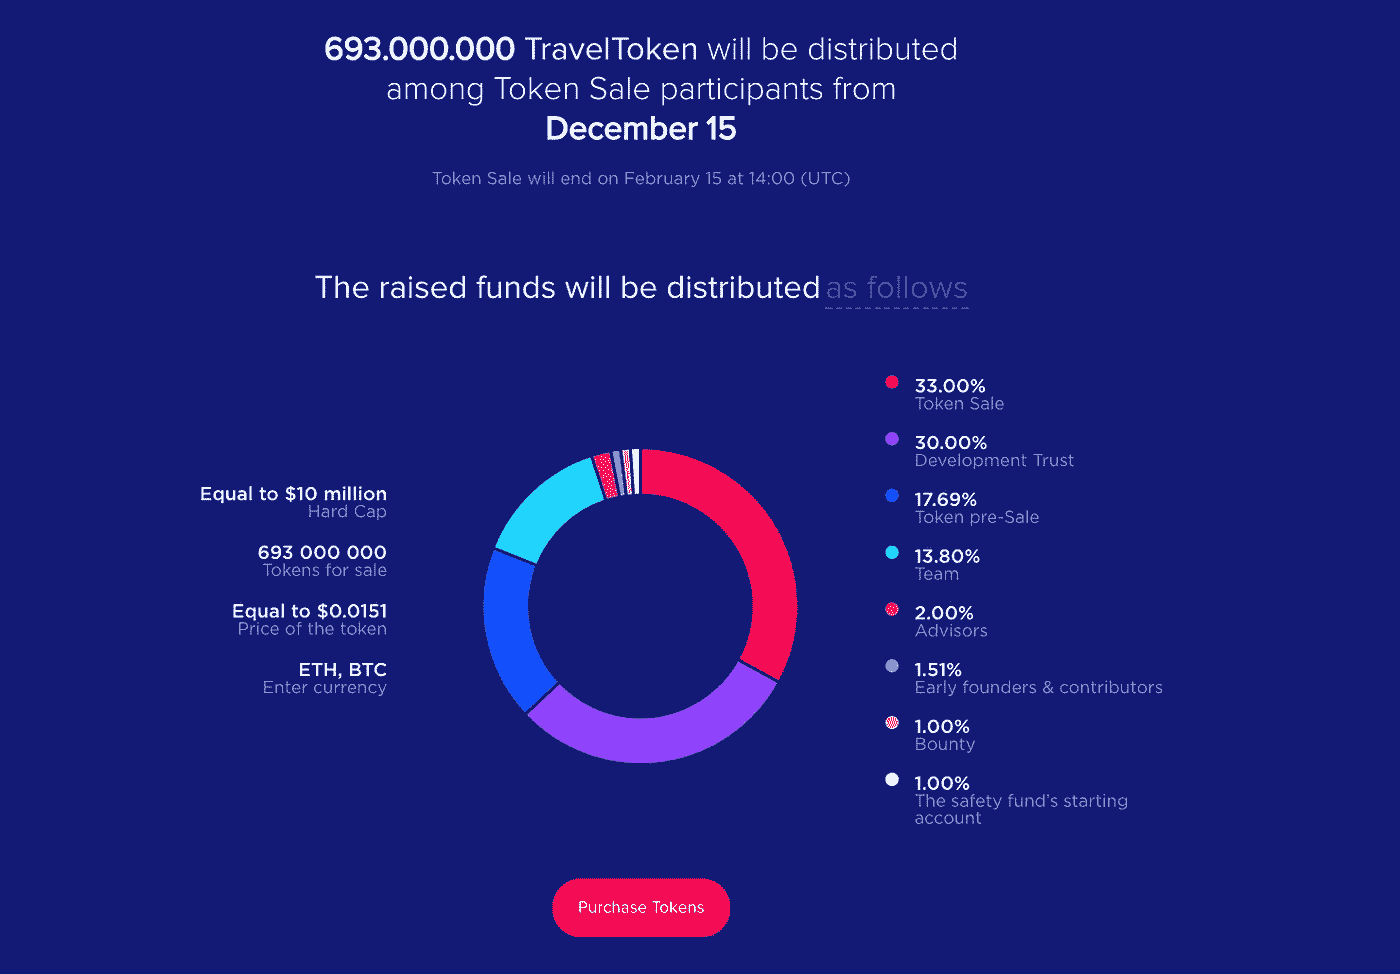 693.000.000 TravelToken will be distributed
among Token Sale participants from
December 15
Token Sale will end on February 15 at 14:00 (UTC)
The raised funds will be distributed as follows
Equal to $10 million
Hard Cap
693 000 000
Tokens for sale
Equal to $0.0151
Price of the token
ETH, BTC
Enter currency
33.00%
Token Sale
30.00%
Development Trust
17.69%
Token pre-Sale
13.80%
Team
2.00%
Advisors
1.51%
Early founders & contributors
1.00%
Bounty
1.00%
The safety fund's starting
account
Purchase Tokens